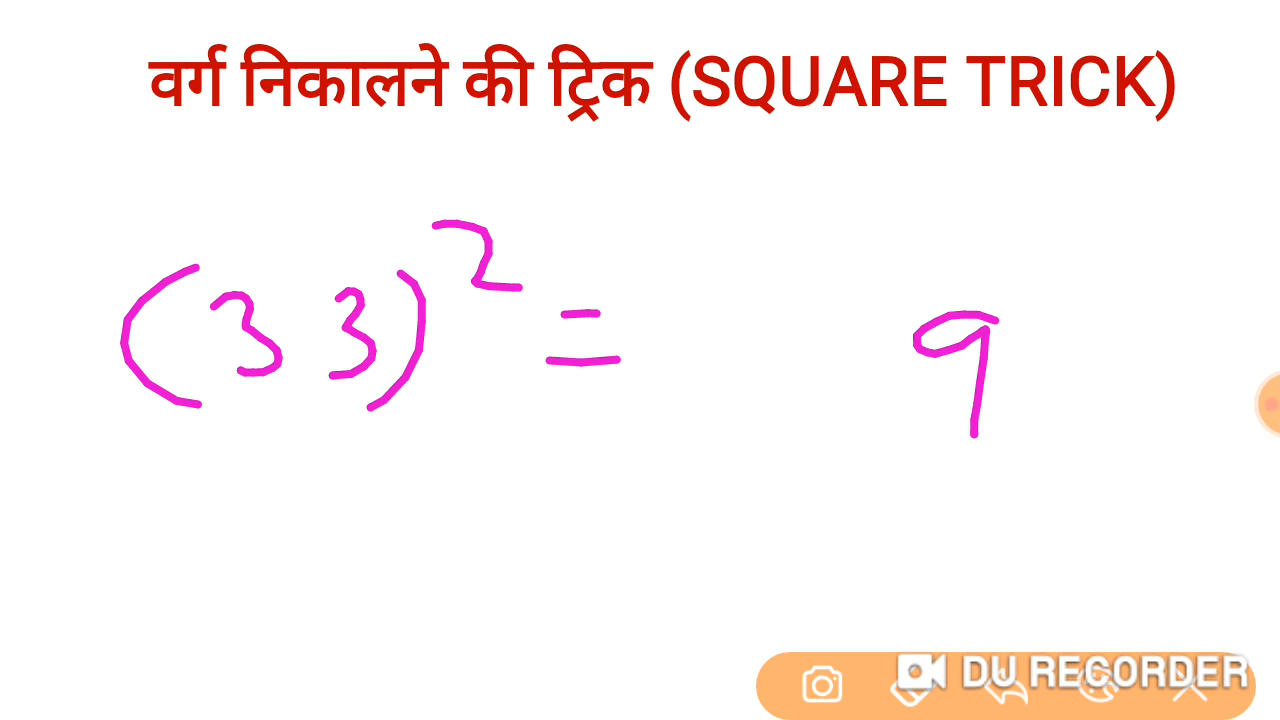 वर्ग निकालने की ट्रिक (SQUARE TRICK)
(33)² = 9
DU RECORDER